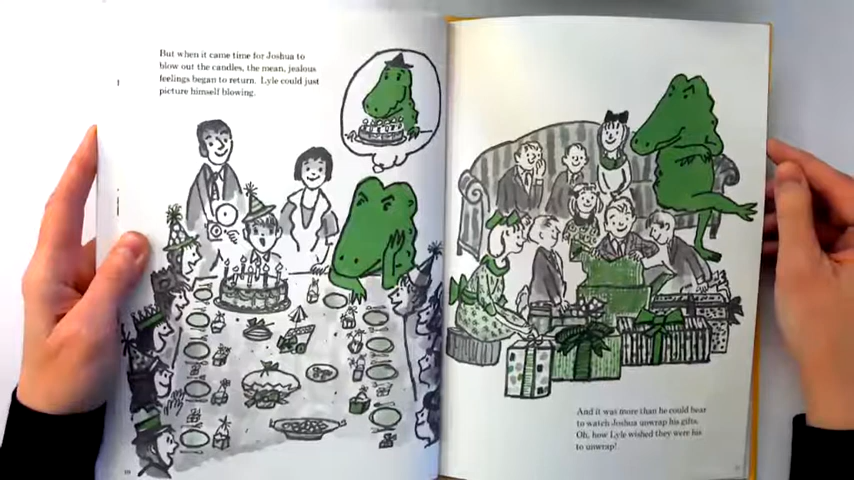 But when it came time for Joshua to
blow out the candles, the mean, jealous
feelings began to return. Lyle could just
picture himself blowing.
And it was more than he could bear
to watch Joshua unwrap his gifts.
Oh, how Lyle wished they were his
to unwrap!